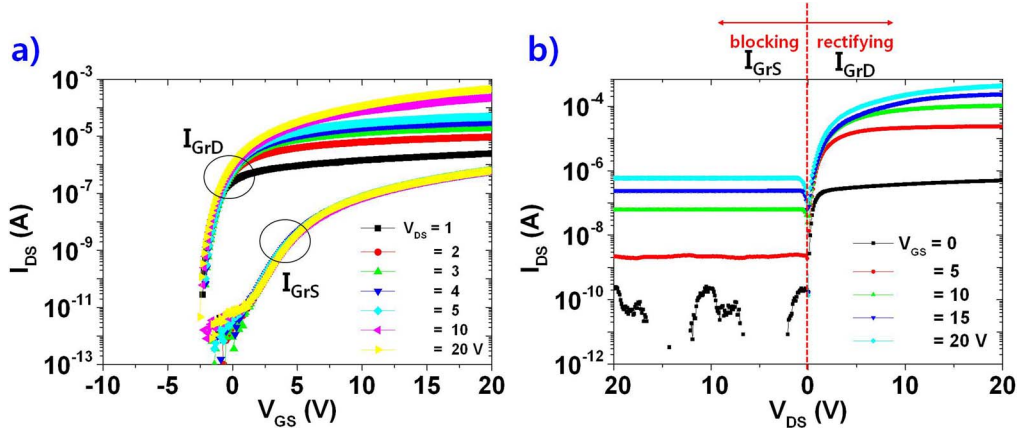 a)
I_DS (A)
10^-3
10^-5
10^-7
10^-9
10^-11
10^-13
I_GrD
I_GrS
V_DS = 1
= 2
= 3
= 4
= 5
= 10
= 20 V
-10 -5 0 5 10 15 20
V_GS (V)
b)
blocking rectifying
I_GrS I_GrD
I_DS (A)
10^-4
10^-6
10^-8
10^-10
10^-12
V_GS = 0
= 5
= 10
= 15
= 20 V
20 10 0 10 20
V_DS (V)